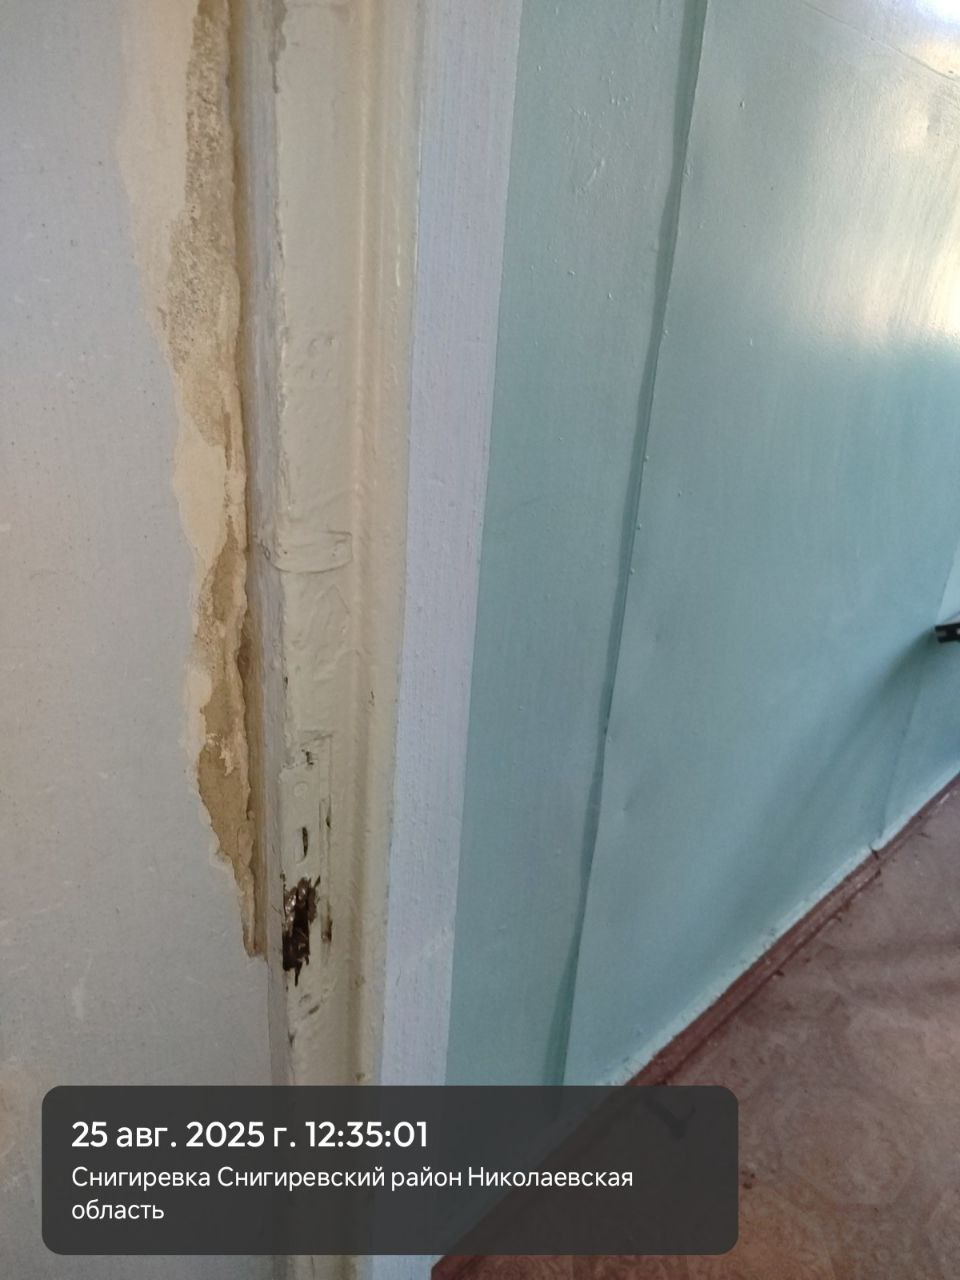 25 авг. 2025 г. 12:35:01
Снигиревка Снигиревский район Николаевская
область